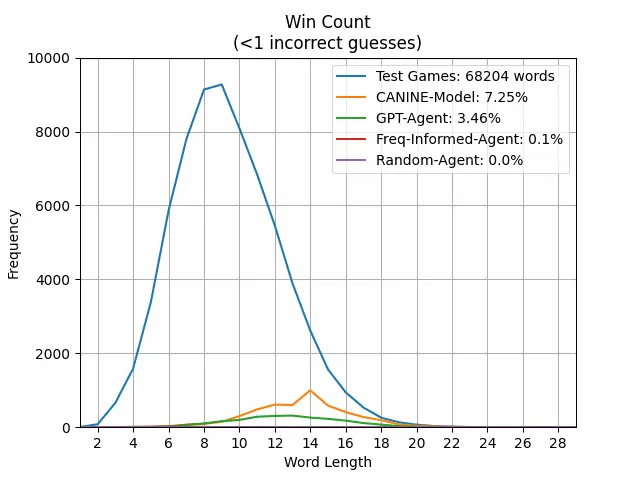 Win Count
(<1 incorrect guesses)
10000
8000
6000
4000
2000
0
Frequency
Test Games: 68204 words
CANINE-Model: 7.25%
GPT-Agent: 3.46%
Freq-Informed-Agent: 0.1%
Random-Agent: 0.0%
2 4 6 8 10 12 14 16 18 20 22 24 26 28
Word Length